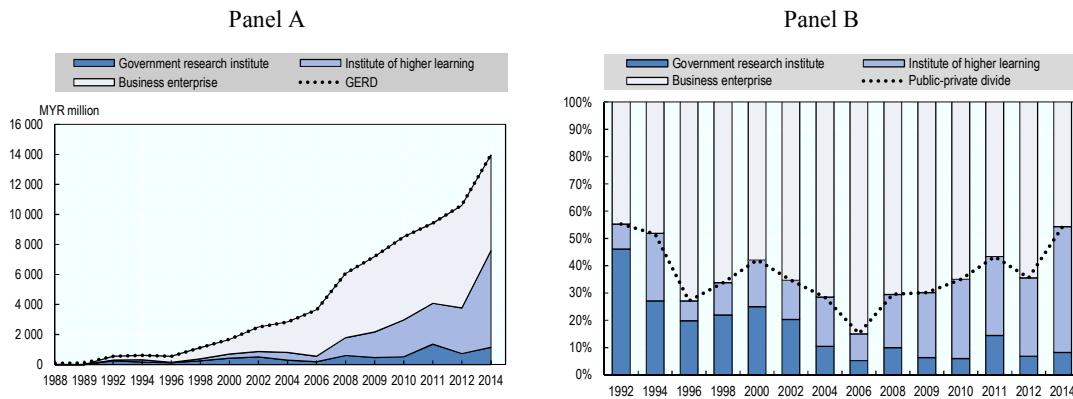 Panel A
Government research institute
Institute of higher learning
Business enterprise
GERD
MYR million
16 000
14 000
12 000
10 000
8 000
6 000
4 000
2 000
0
1988 1989 1992 1994 1996 1998 2000 2002 2004 2006 2008 2009 2010 2011 2012 2014
Panel B
Government research institute
Institute of higher learning
Business enterprise
Public-private divide
100%
90%
80%
70%
60%
50%
40%
30%
20%
10%
0%
1992 1994 1996 1998 2000 2002 2004 2006 2008 2009 2010 2011 2012 2014